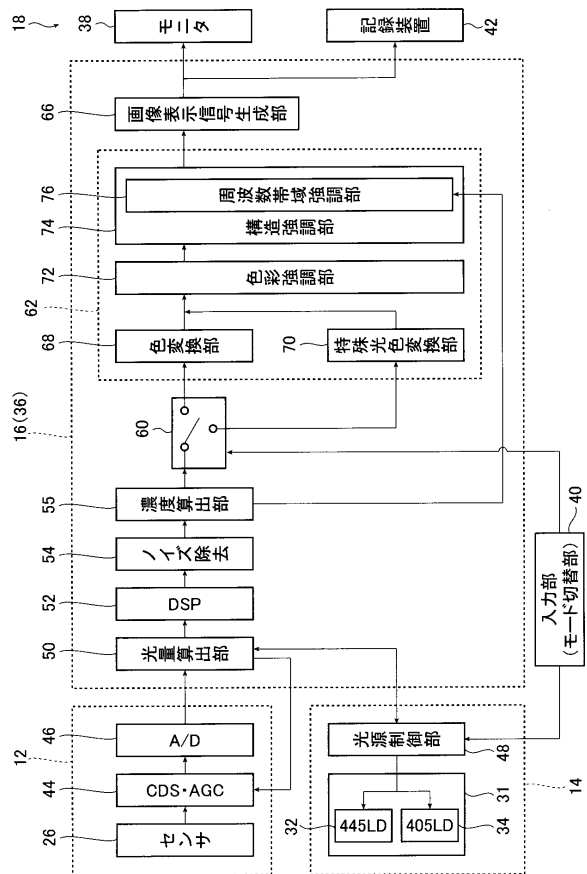 18
モニタ
38
記録装置
42
66
画像表示信号生成部
76
周波数帯域強調部
74
構造強調部
72
色彩強調部
62
68
色変換部
70
特殊光色変換部
16(36)
60
55
濃度算出部
54
ノイズ除去
52
DSP
50
光量算出部
40
入力部
(モード切替部)
12
46
A/D
44
CDS・AGC
26
センサ
光源制御部
48
14
31
32
445LD
405LD
34